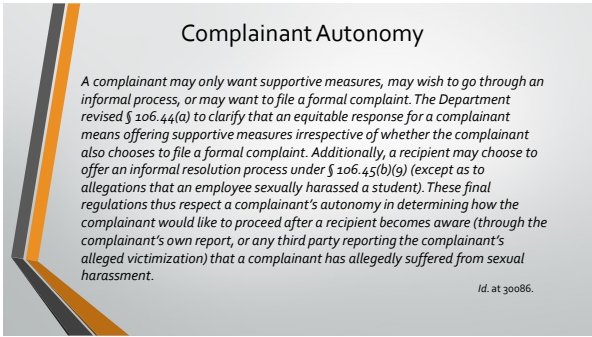 Complainant Autonomy
A complainant may only want supportive measures, may wish to go through an
informal process, or may want to file a formal complaint. The Department
revised § 106.44(a) to clarify that an equitable response for a complainant
means offering supportive measures irrespective of whether the complainant
also chooses to file a formal complaint. Additionally, a recipient may choose to
offer an informal resolution process under § 106.45(b)(9) (except as to
allegations that an employee sexually harassed a student). These final
regulations thus respect a complainant's autonomy in determining how the
complainant would like to proceed after a recipient becomes aware (through the
complainant's own report, or any third party reporting the complainant's
alleged victimization) that a complainant has allegedly suffered from sexual
harassment.
Id. at 30086.